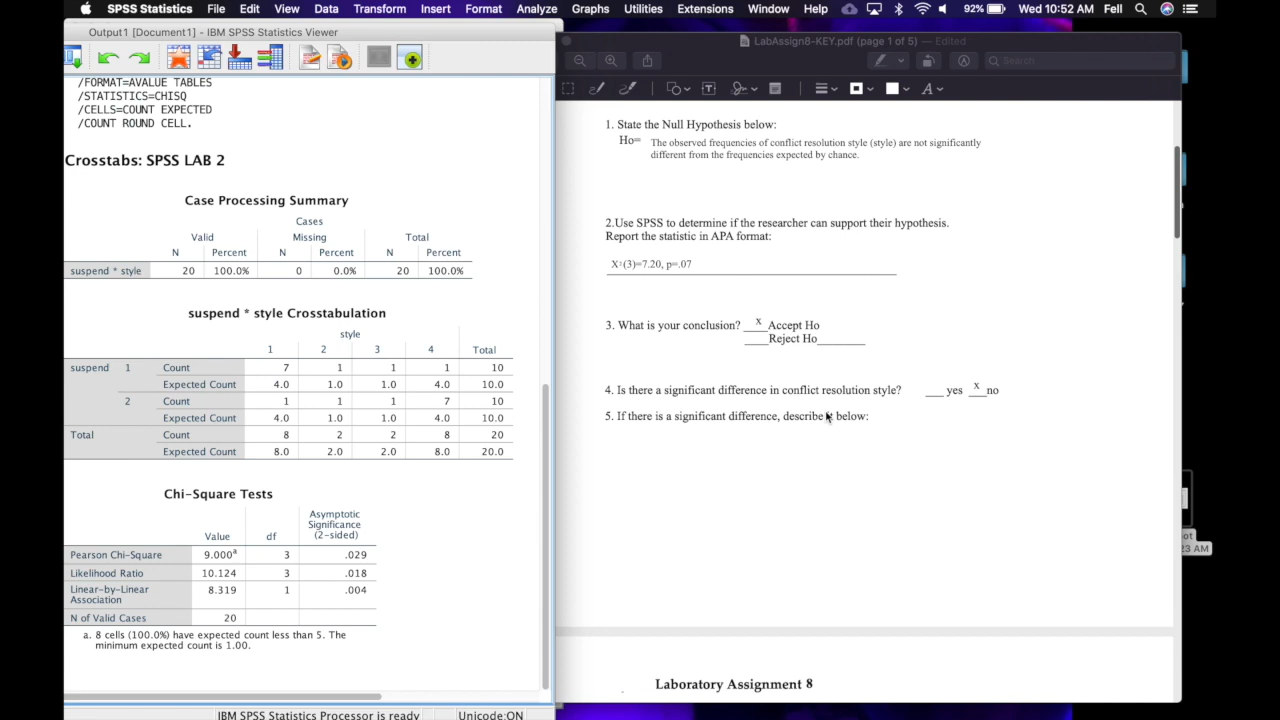 SPSS Statistics File Edit View Data Transform Insert Format Analyze Graphs Utilities Extensions Window Help 92% Mon 10:52 AM Fell
Output1 [Document1] - IBM SPSS Statistics Viewer
/FORMAT=AVALUE TABLES
/STATISTICS=CHISQ
/CELLS=COUNT EXPECTED
/COUNT ROUND CELL.
Crosstabs: SPSS LAB 2
Case Processing Summary
Cases
Valid Missing Total
N Percent N Percent N Percent
suspend * style 20 100.0% 0 0.0% 20 100.0%
suspend * style Crosstabulation
style
1 2 3 4 Total
suspend 1 Count 7 1 1 1 10
Expected Count 4.0 1.0 1.0 4.0 10.0
2 Count 1 1 1 7 10
Expected Count 4.0 1.0 1.0 4.0 10.0
Total Count 8 2 2 8 20
Expected Count 8.0 2.0 2.0 8.0 20.0
Chi-Square Tests
Value df Asymptotic Significance (2-sided)
Pearson Chi-Square 9.000a 3 .029
Likelihood Ratio 10.124 3 .018
Linear-by-Linear Association 8.319 1 .004
N of Valid Cases 20
a. 8 cells (100.0%) have expected count less than 5. The
minimum expected count is 1.00.
IBM SPSS Statistics Processor is ready Unicode:ON
LabAssign8-KEY.pdf (page 1 of 5) — Edited
Search
1. State the Null Hypothesis below:
Ho= The observed frequencies of conflict resolution style (style) are not significantly
different from the frequencies expected by chance.
2.Use SPSS to determine if the researcher can support their hypothesis.
Report the statistic in APA format:
X²(3)=7.20, p=.07
3. What is your conclusion? __x__Accept Ho
____Reject Ho________
4. Is there a significant difference in conflict resolution style? ___ yes _x_no
5. If there is a significant difference, describe it below:
Laboratory Assignment 8
ot
23 AM